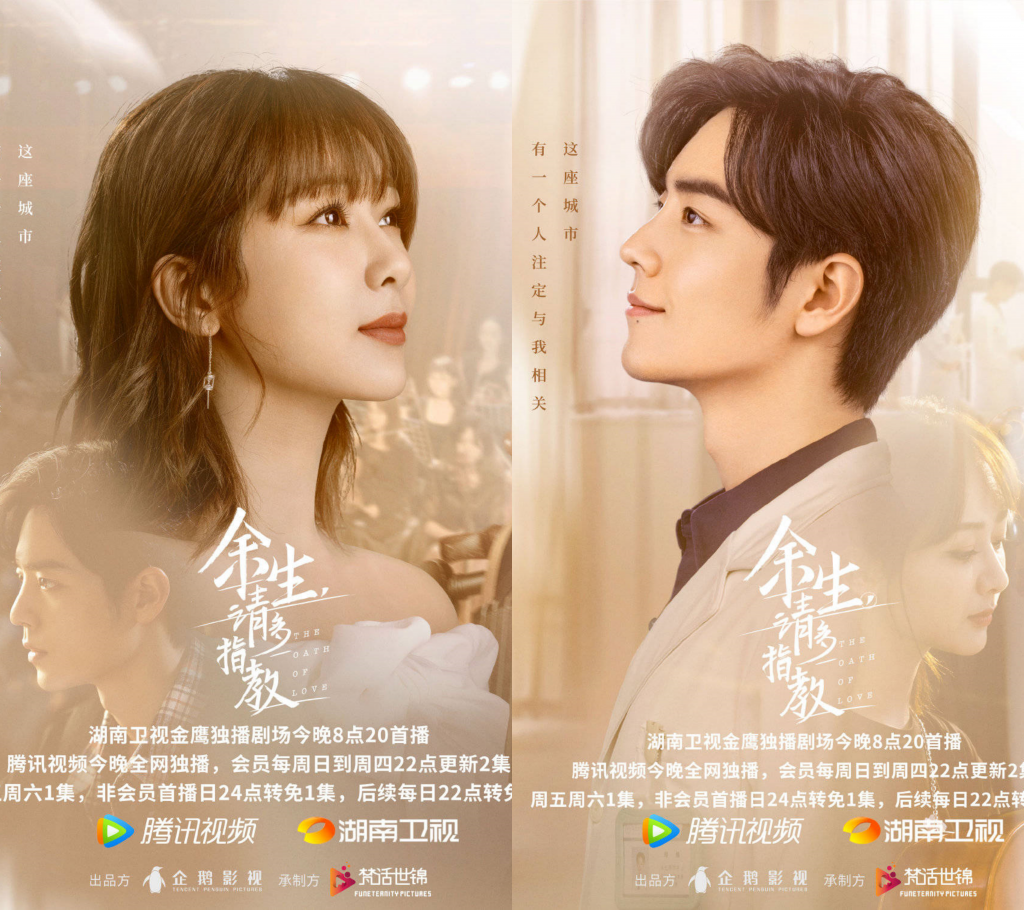 这座城市
余生，
请多
指教
THE
OATH
OF
LOVE
湖南卫视金鹰独播剧场今晚8点20首播
腾讯视频今晚全网独播，会员每周日到周四22点更新2集
周六1集，非会员首播日24点转免1集，后续每日22点转免
腾讯视频
湖南卫视
出品方
企鹅影视
TENCENT PENGUIN PICTURES
承制方
梵活世锦
FUNETERNITY PICTURES
这座城市
有一个人注定与我相关
余生，
请多
指教
THE
OATH
OF
LOVE
湖南卫视金鹰独播剧场今晚8点20首播
腾讯视频今晚全网独播，会员每周日到周四22点更新2集
周五周六1集，非会员首播日24点转免1集，后续每日22点转
腾讯视频
湖南卫视
出品方
企鹅影视
TENCENT PENGUIN PICTURES
承制方
梵活世锦
FUNETERNITY PICTURES